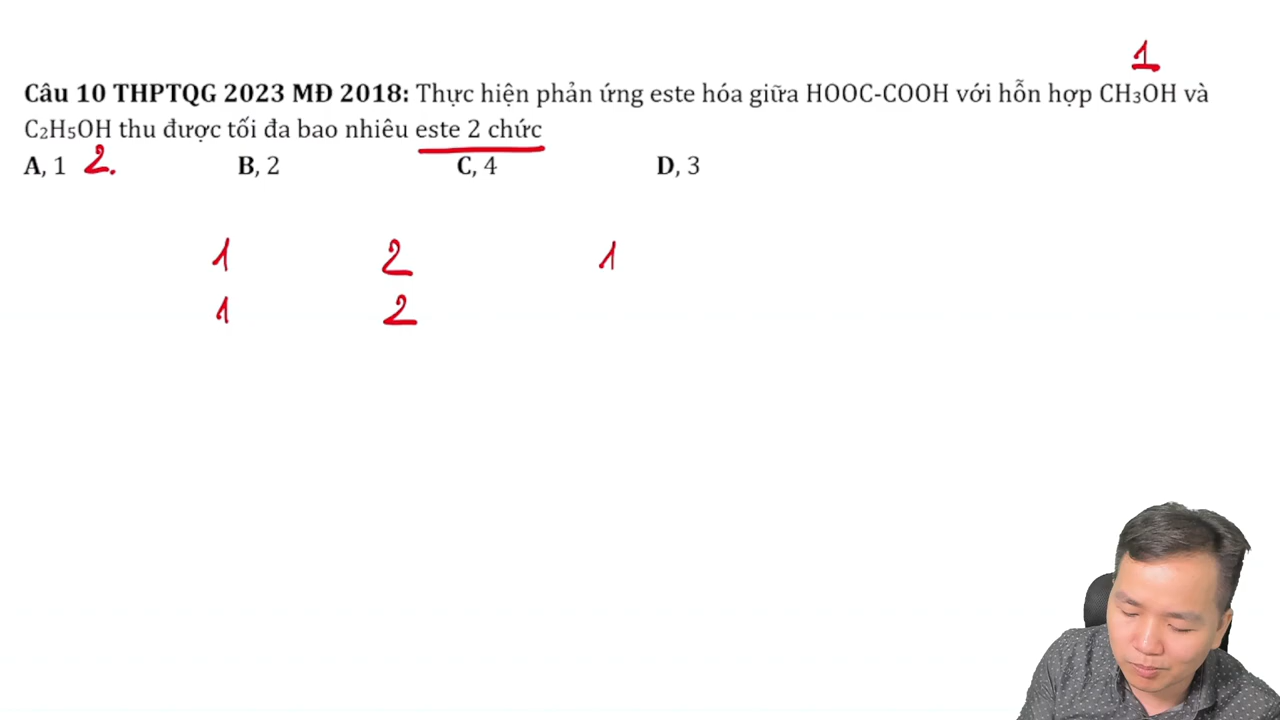 1
Câu 10 THPTQG 2023 MĐ 2018: Thực hiện phản ứng este hóa giữa HOOC-COOH với hỗn hợp CH₃OH và
C₂H₅OH thu được tối đa bao nhiêu este 2 chức
A, 1 2. B, 2 C, 4 D, 3
1 2 1
1 2